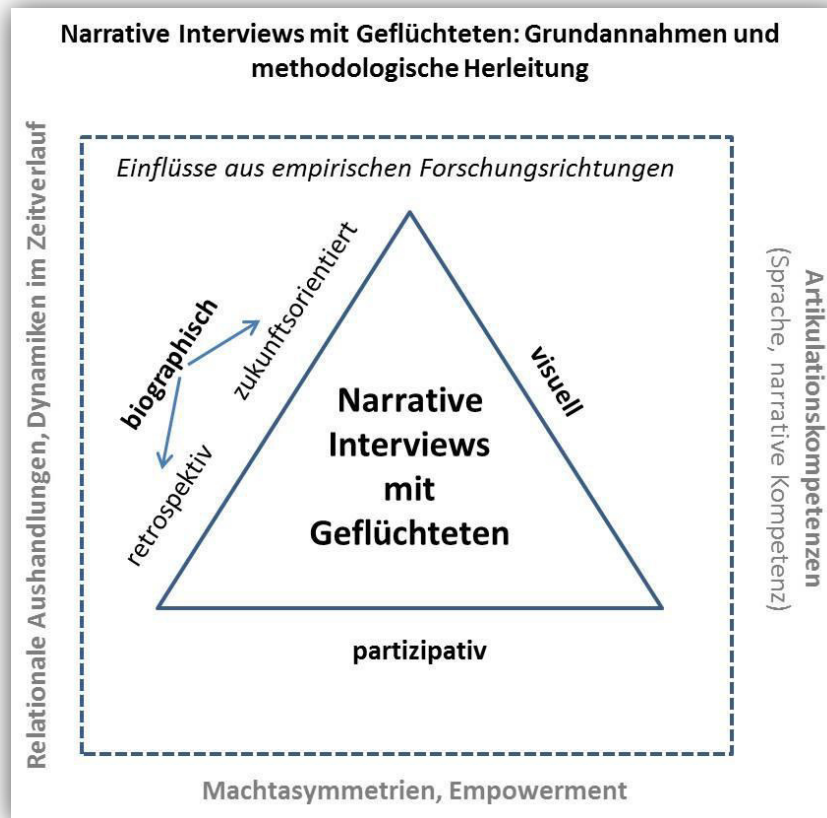 Narrative Interviews mit Geflüchteten: Grundannahmen und
methodologische Herleitung
Relationale Aushandlungen, Dynamiken im Zeitverlauf
Einflüsse aus empirischen Forschungsrichtungen
biographisch
zukunftsorientiert
retrospektiv
Narrative
Interviews
mit
Geflüchteten
visuell
partizipativ
Artikulationskompetenzen
(Sprache, narrative Kompetenz)
Machtasymmetrien, Empowerment